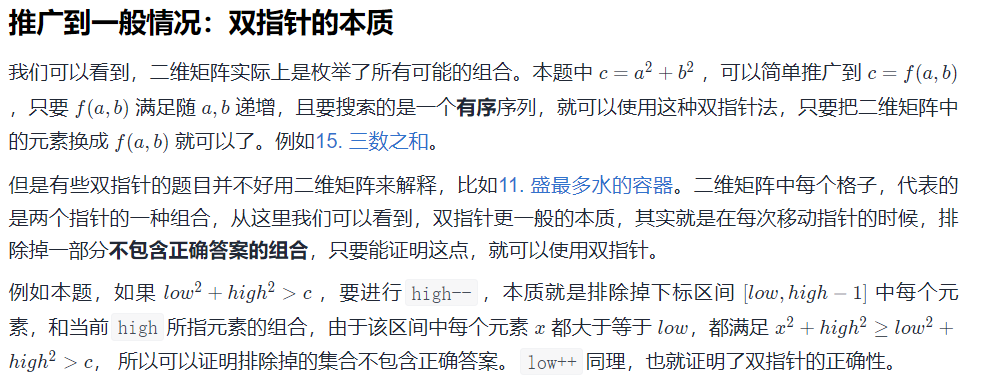 推广到一般情况：双指针的本质
我们可以看到，二维矩阵实际上是枚举了所有可能的组合。本题中 c = a² + b² ，可以简单推广到 c = f(a, b)
，只要 f(a, b) 满足随 a, b 递增，且要搜索的是一个有序序列，就可以使用这种双指针法，只要把二维矩阵中
的元素换成 f(a, b) 就可以了。例如15. 三数之和。
但是有些双指针的题目并不好用二维矩阵来解释，比如11. 盛最多水的容器。二维矩阵中每个格子，代表的
是两个指针的一种组合，从这里我们可以看到，双指针更一般的本质，其实就是在每次移动指针的时候，排
除掉一部分不包含正确答案的组合，只要能证明这点，就可以使用双指针。
例如本题，如果 low² + high² > c ，要进行 high-- ，本质就是排除掉下标区间 [low, high − 1] 中每个元
素，和当前 high 所指元素的组合，由于该区间中每个元素 x 都大于等于 low，都满足 x² + high² ≥ low² +
high² > c， 所以可以证明排除掉的集合不包含正确答案。 low++ 同理，也就证明了双指针的正确性。